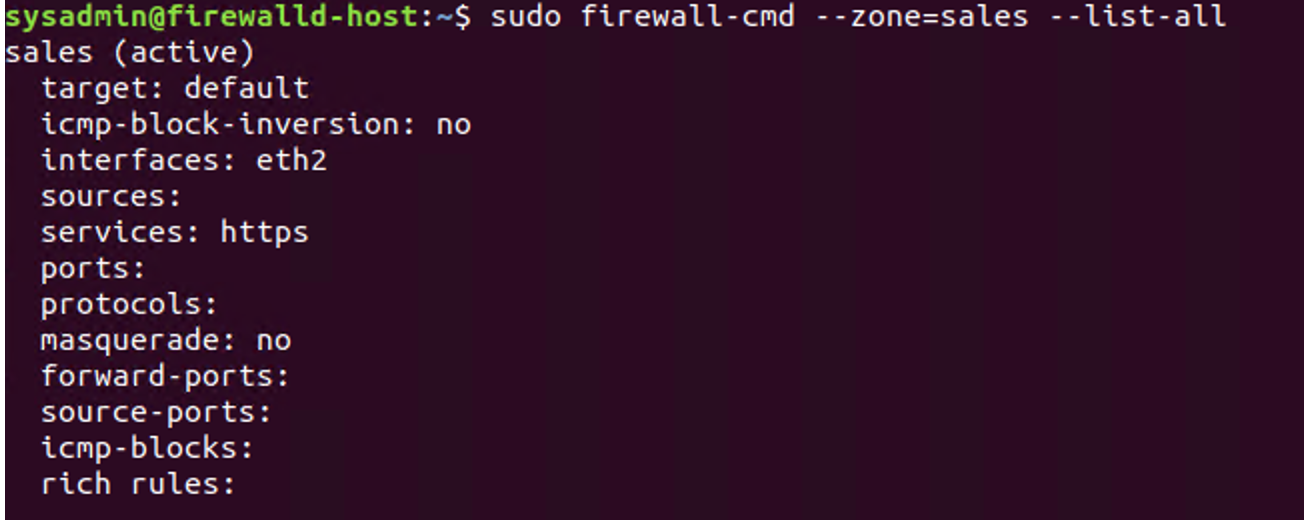 sysadmin@firewalld-host:~$ sudo firewall-cmd --zone=sales --list-all
sales (active)
  target: default
  icmp-block-inversion: no
  interfaces: eth2
  sources:
  services: https
  ports:
  protocols:
  masquerade: no
  forward-ports:
  source-ports:
  icmp-blocks:
  rich rules: